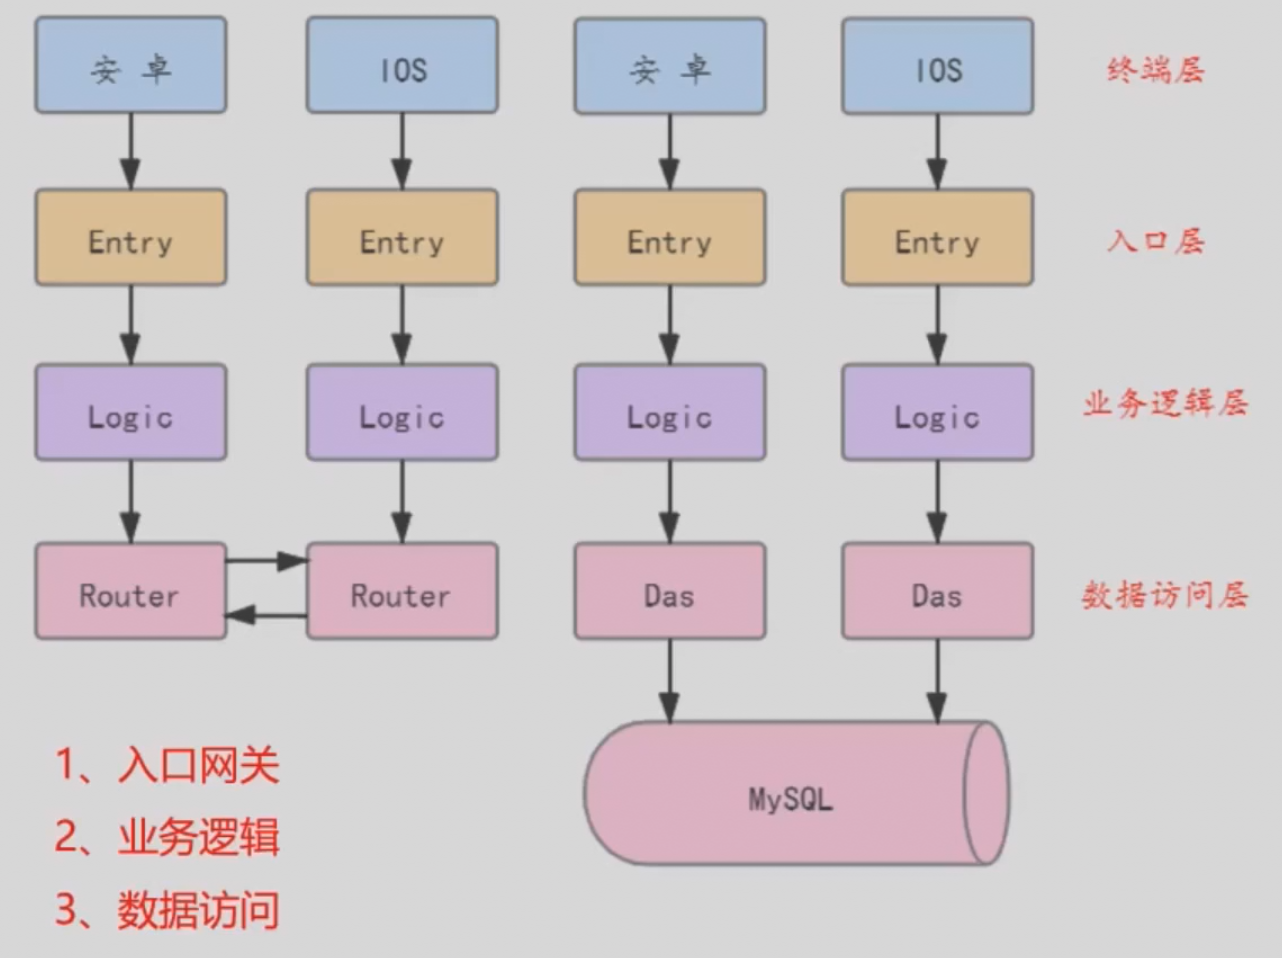 安 卓
IOS
安 卓
IOS
终端层
Entry
Entry
Entry
Entry
入口层
Logic
Logic
Logic
Logic
业务逻辑层
Router
Router
Das
Das
数据访问层
MySQL
1、入口网关
2、业务逻辑
3、数据访问